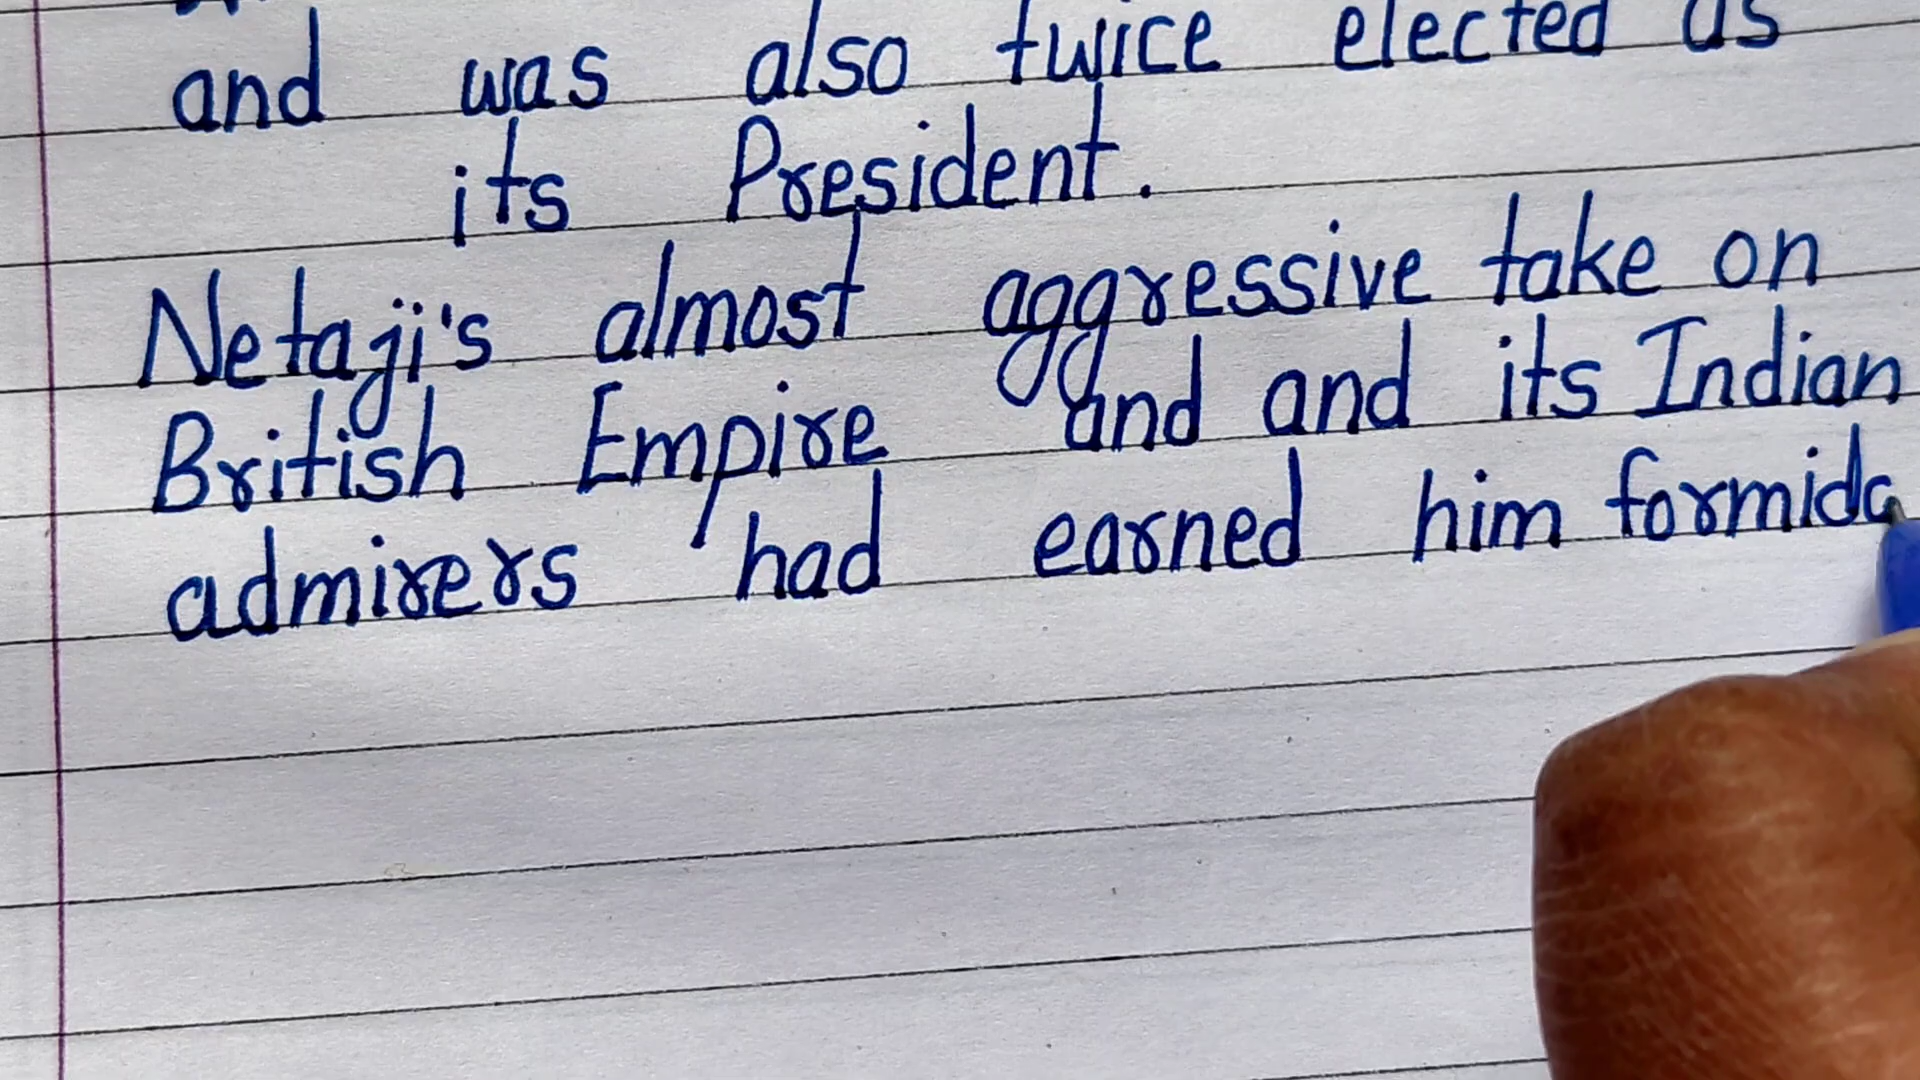 and was also twice elected as
its President.
Netaji's almost aggressive take on
British Empire and and its Indian
admirers had earned him formida